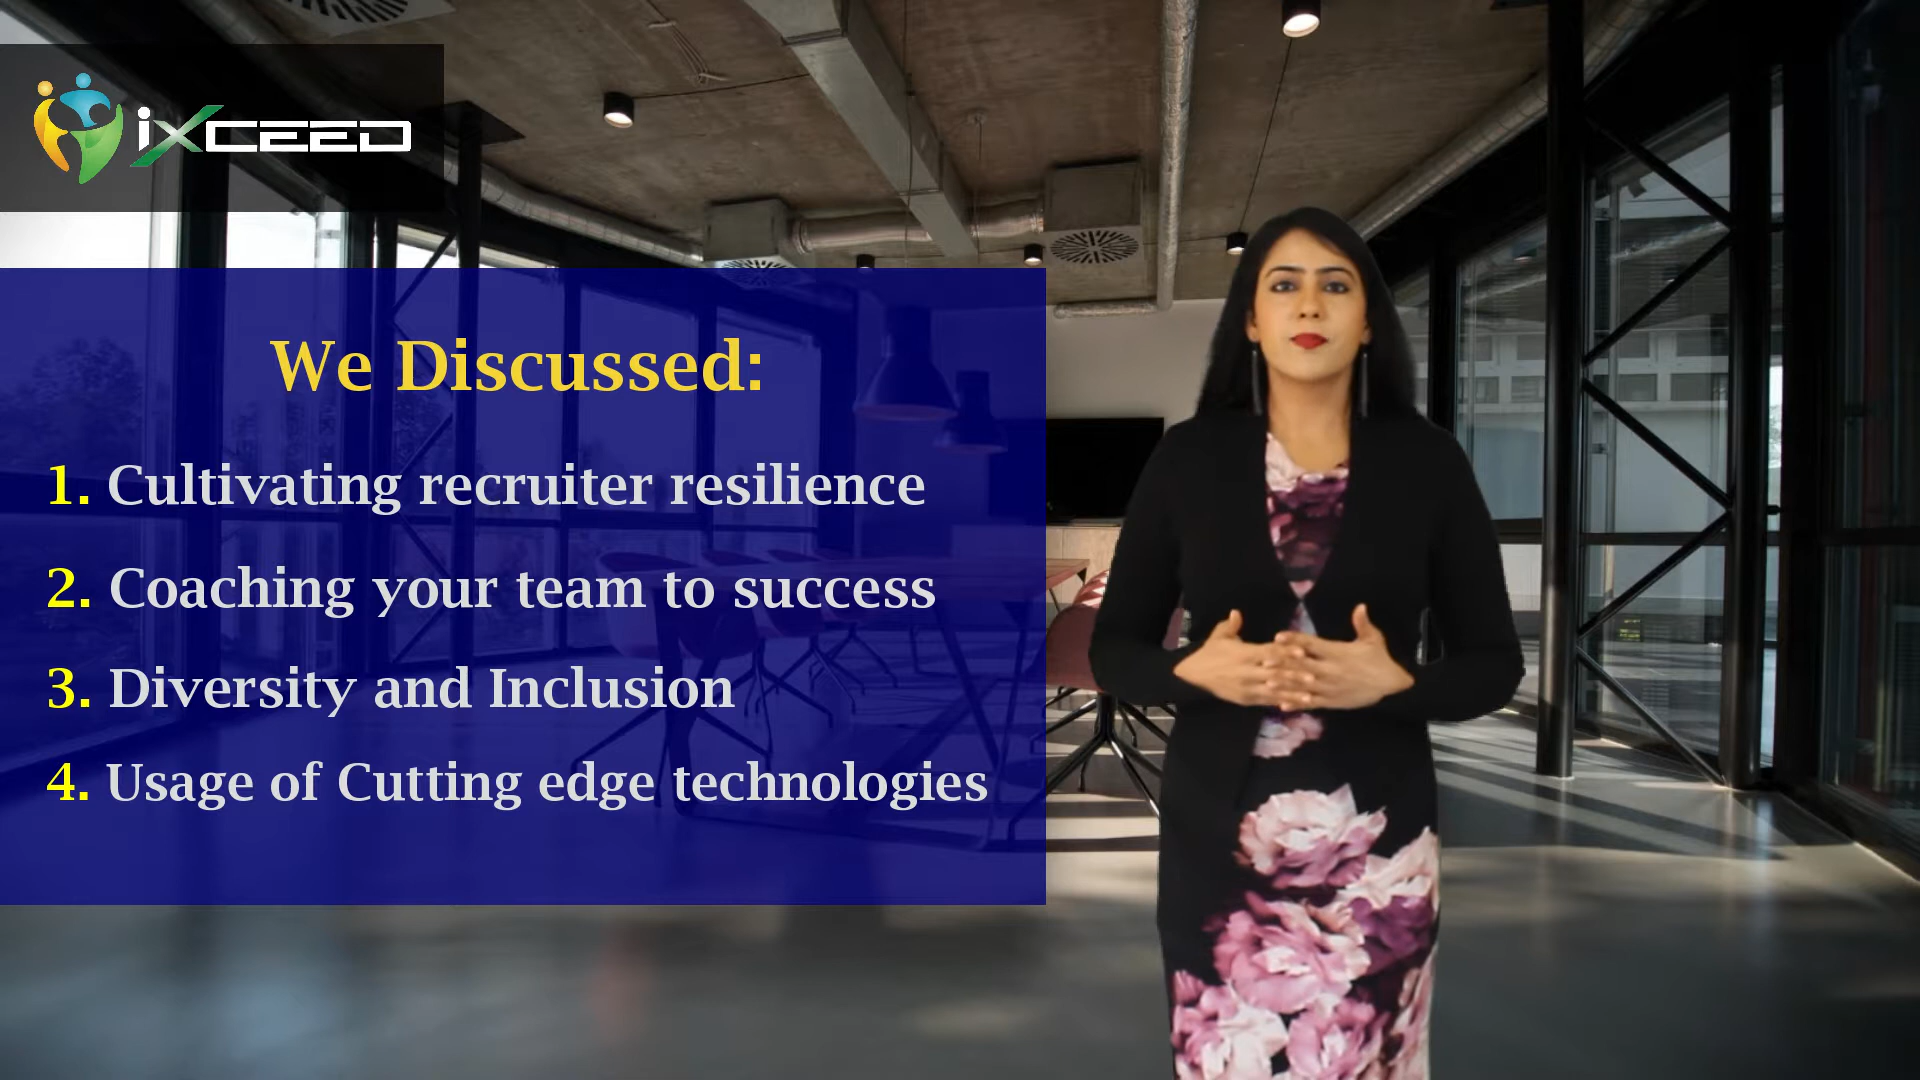 iXCEED
We Discussed:
1. Cultivating recruiter resilience
2. Coaching your team to success
3. Diversity and Inclusion
4. Usage of Cutting edge technologies